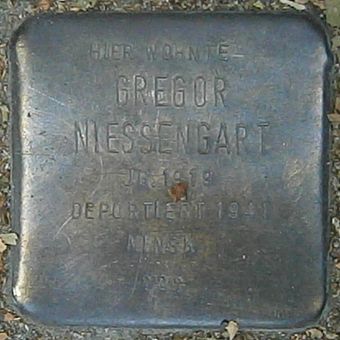 HIER WOHNTE
GREGOR
NIESSENGART
JG. 1919
DEPORTIERT 1941
MINSK
???